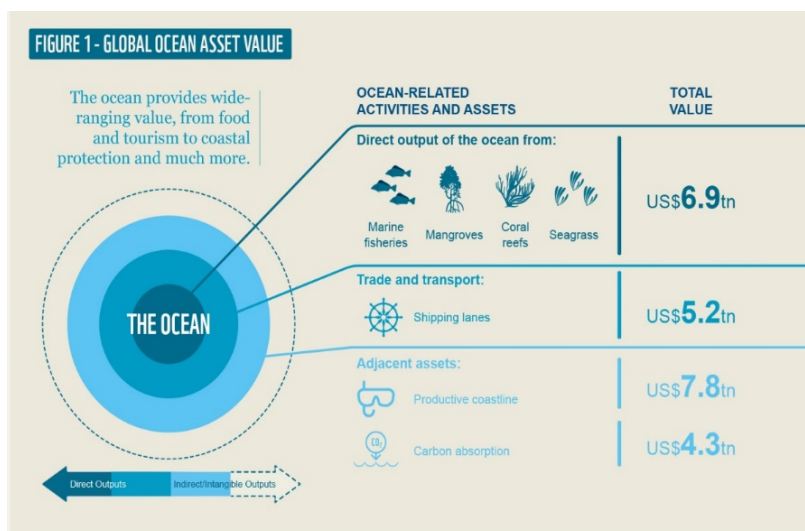 FIGURE 1 - GLOBAL OCEAN ASSET VALUE
The ocean provides wide-
ranging value, from food
and tourism to coastal
protection and much more.
OCEAN-RELATED
ACTIVITIES AND ASSETS
TOTAL
VALUE
Direct output of the ocean from:
Marine
fisheries
Mangroves
Coral
reefs
Seagrass
US$6.9tn
Trade and transport:
Shipping lanes
US$5.2tn
Adjacent assets:
Productive coastline
US$7.8tn
CO₂
Carbon absorption
US$4.3tn
THE OCEAN
Direct Outputs
Indirect/Intangible Outputs